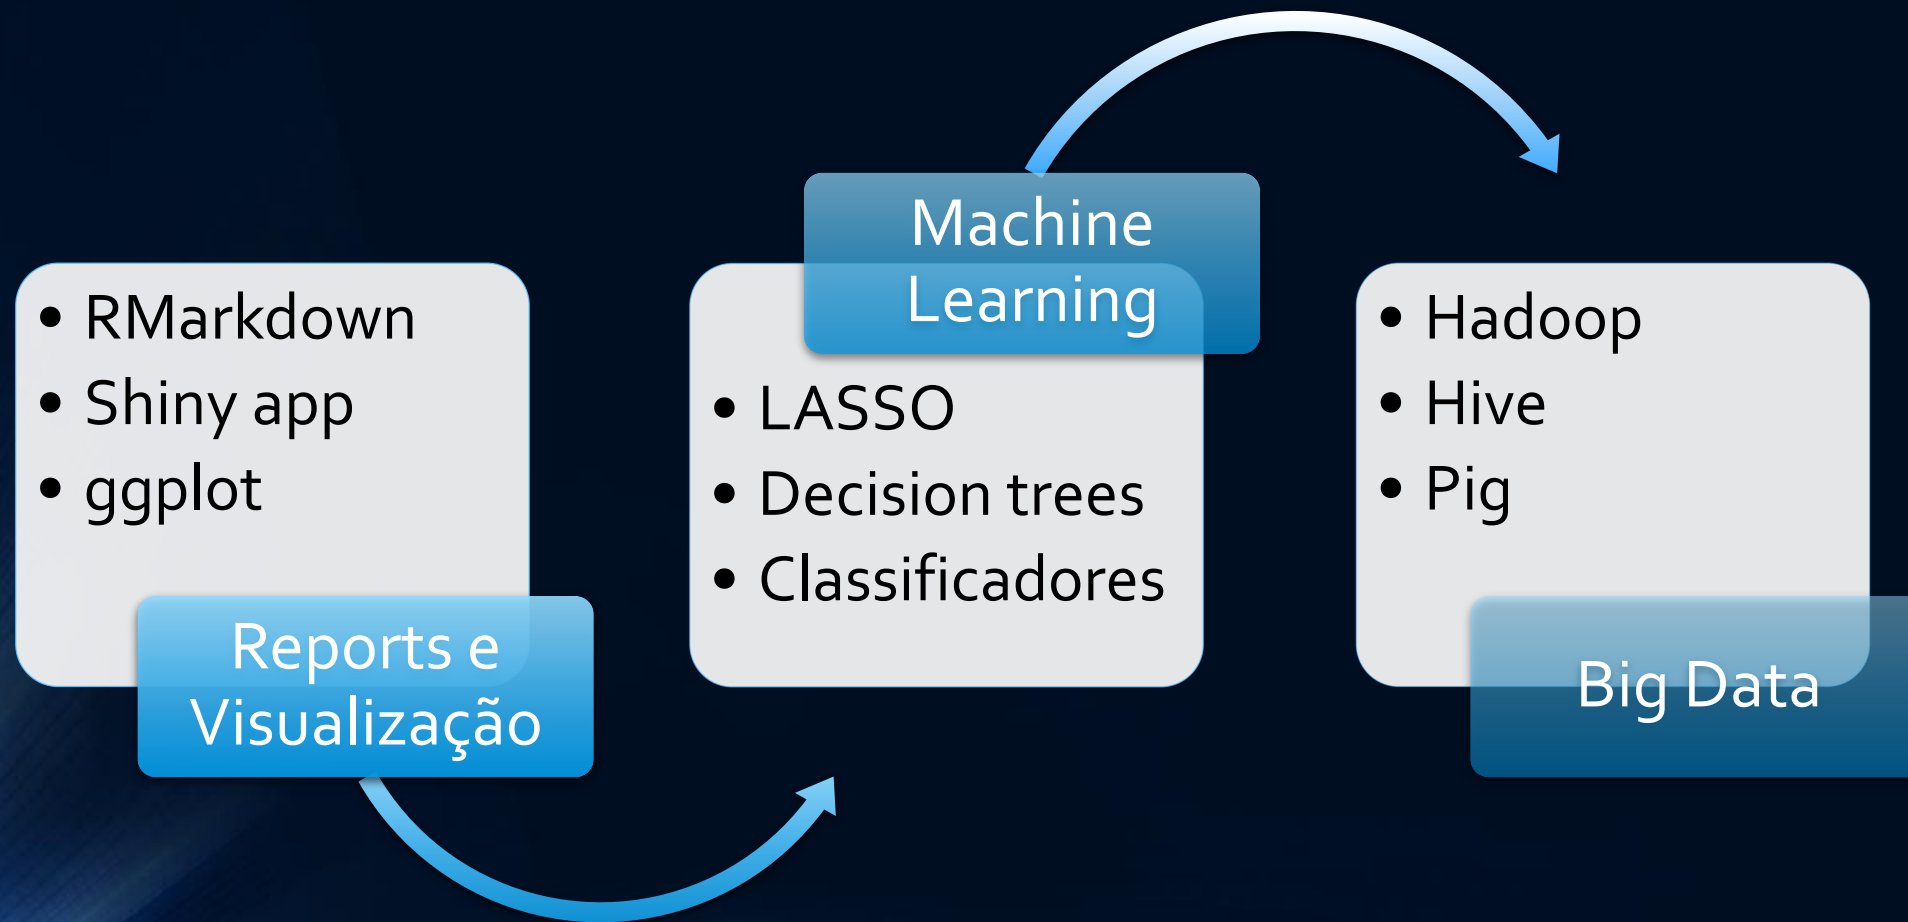 • RMarkdown
• Shiny app
• ggplot
Reports e
Visualização
Machine
Learning
• LASSO
• Decision trees
• Classificadores
• Hadoop
• Hive
• Pig
Big Data